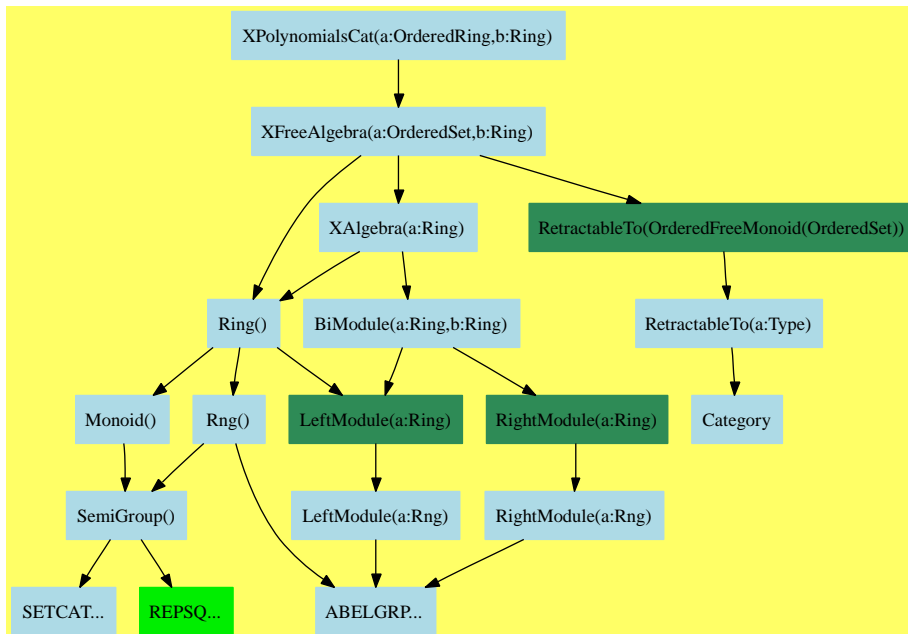 XPolynomialsCat(a:OrderedRing,b:Ring)
XFreeAlgebra(a:OrderedSet,b:Ring)
XAlgebra(a:Ring)
RetractableTo(OrderedFreeMonoid(OrderedSet))
Ring()
BiModule(a:Ring,b:Ring)
RetractableTo(a:Type)
Monoid()
Rng()
LeftModule(a:Ring)
RightModule(a:Ring)
Category
SemiGroup()
LeftModule(a:Rng)
RightModule(a:Rng)
SETCAT...
REPSQ...
ABELGRP...